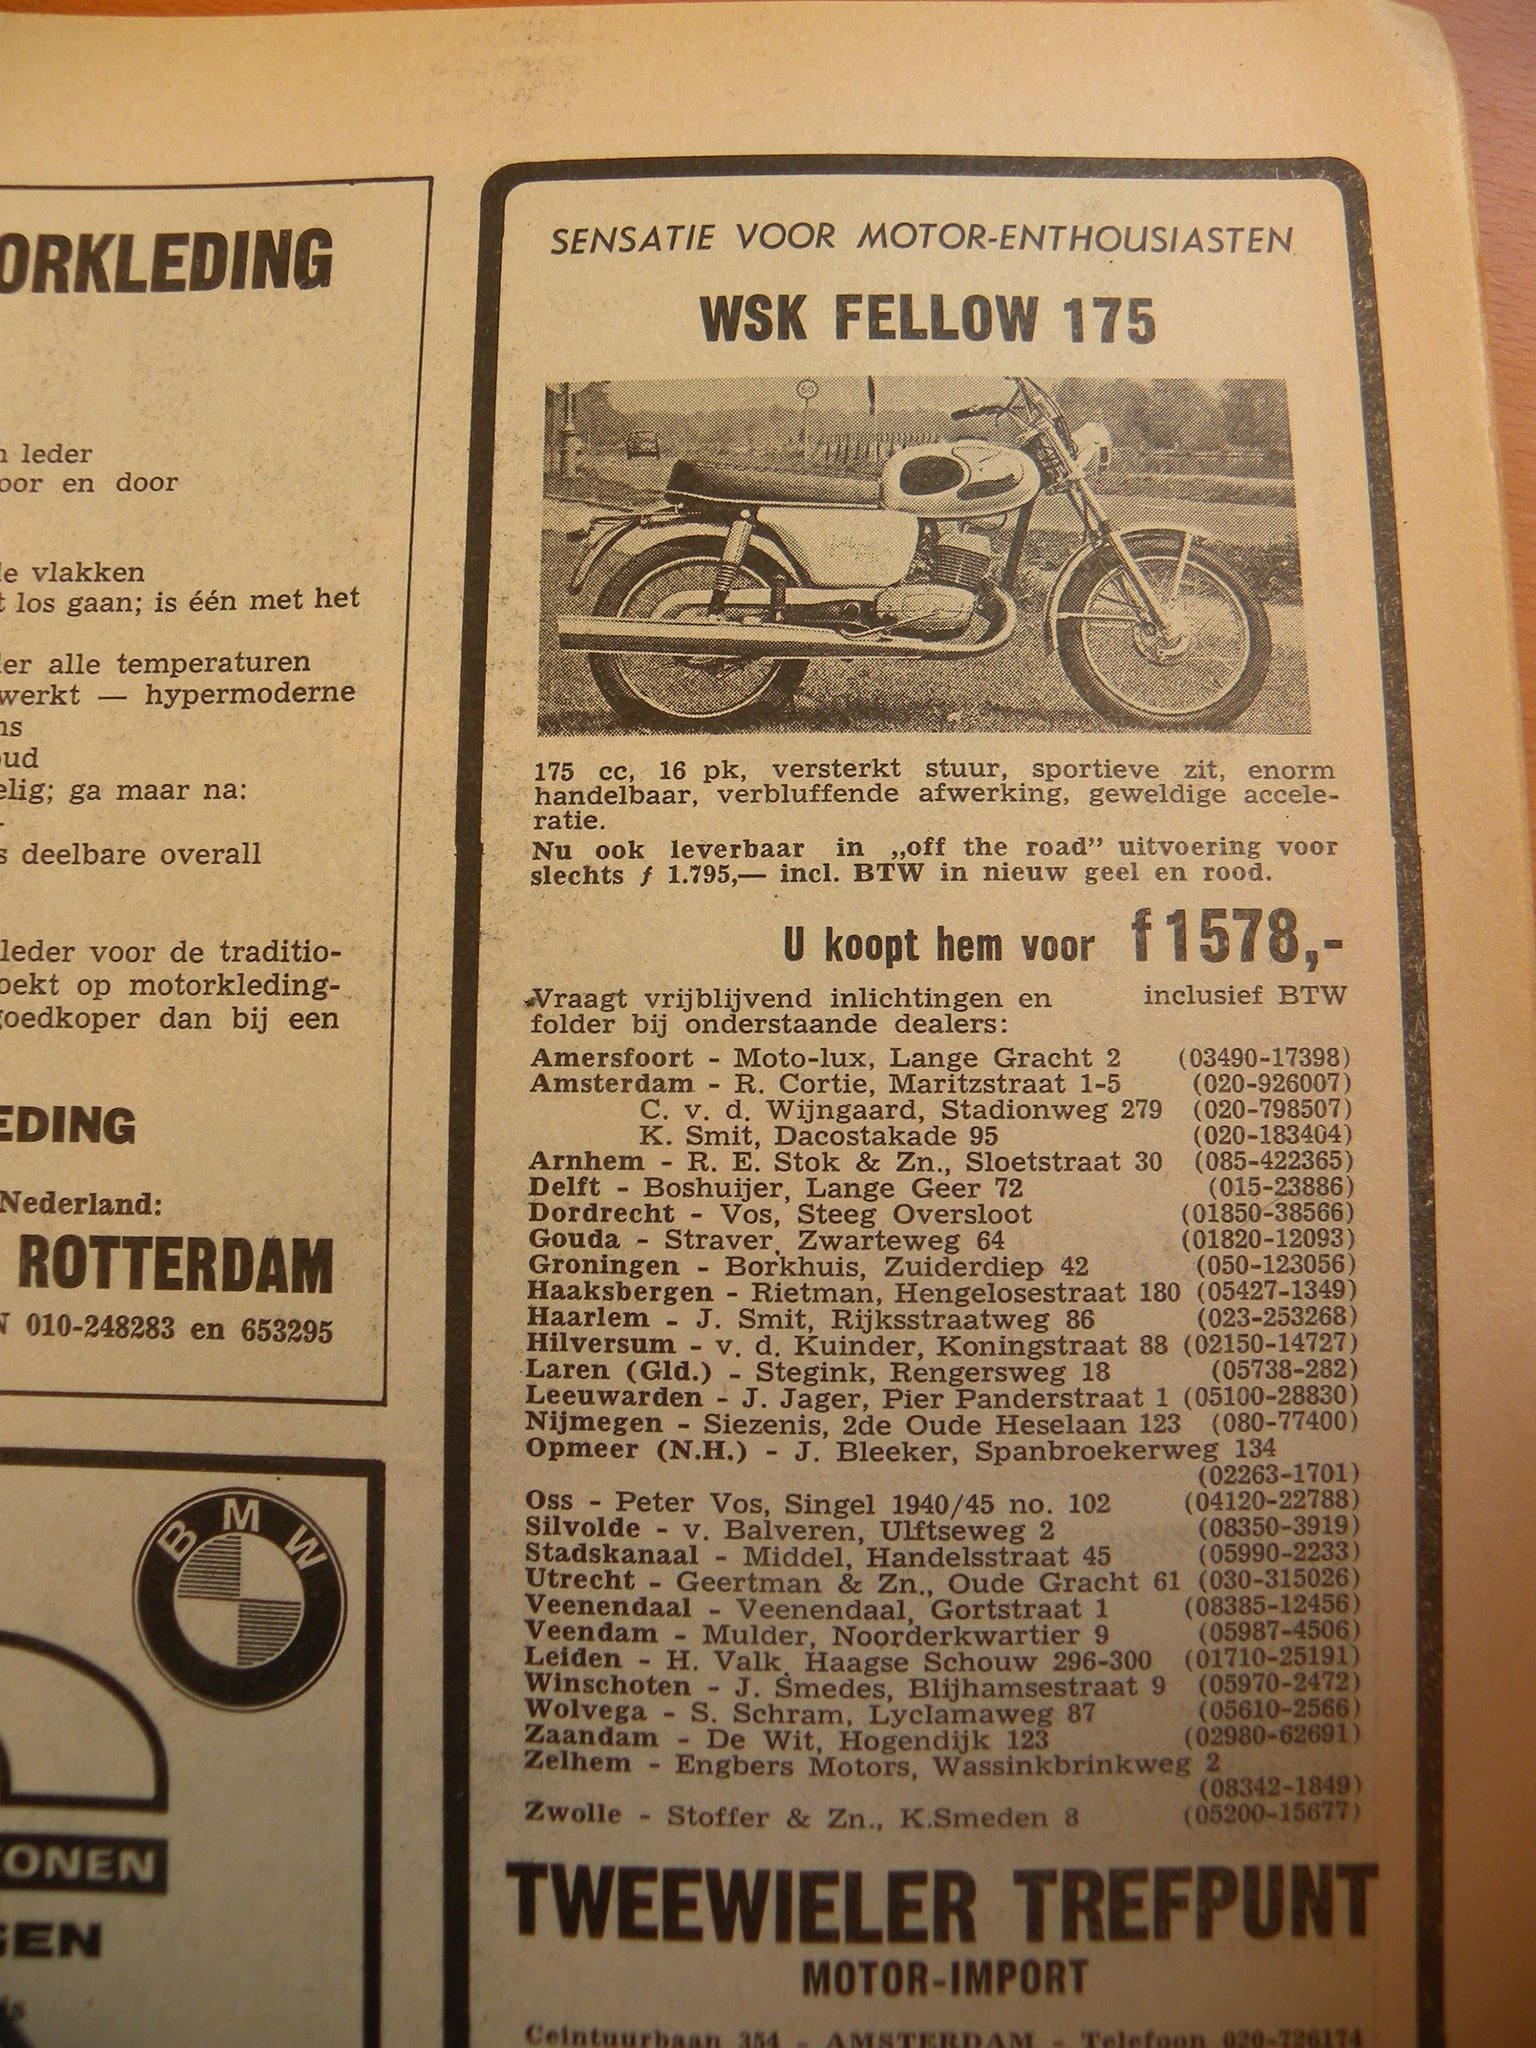 ORKLEDING
leder
oor en door
le vlakken
t los gaan; is één met het
er alle temperaturen
werkt — hypermoderne
ns
oud
elig; ga maar na:
s deelbare overall
leder voor de traditio-
oekt op motorkleding-
goedkoper dan bij een
EDING
Nederland:
ROTTERDAM
N 010-248283 en 653295
BMW
ONEN
GEN
SENSATIE VOOR MOTOR-ENTHOUSIASTEN
WSK FELLOW 175
175 cc, 16 pk, versterkt stuur, sportieve zit, enorm
handelbaar, verbluffende afwerking, geweldige accele-
ratie.
Nu ook leverbaar in „off the road” uitvoering voor
slechts ƒ 1.795,— incl. BTW in nieuw geel en rood.
U koopt hem voor f1578,-
Vraagt vrijblijvend inlichtingen en inclusief BTW
folder bij onderstaande dealers:
Amersfoort - Moto-lux, Lange Gracht 2 (03490-17398)
Amsterdam - R. Cortie, Maritzstraat 1-5 (020-926007)
C. v. d. Wijngaard, Stadionweg 279 (020-798507)
K. Smit, Dacostakade 95 (020-183404)
Arnhem - R. E. Stok & Zn., Sloetstraat 30 (085-422365)
Delft - Boshuijer, Lange Geer 72 (015-23886)
Dordrecht - Vos, Steeg Oversloot (01850-38566)
Gouda - Straver, Zwarteweg 64 (01820-12093)
Groningen - Borkhuis, Zuiderdiep 42 (050-123056)
Haaksbergen - Rietman, Hengelosestraat 180 (05427-1349)
Haarlem - J. Smit, Rijksstraatweg 86 (023-253268)
Hilversum - v. d. Kuinder, Koningstraat 88 (02150-14727)
Laren (Gld.) - Stegink, Rengersweg 18 (05738-282)
Leeuwarden - J. Jager, Pier Panderstraat 1 (05100-28830)
Nijmegen - Siezenis, 2de Oude Heselaan 123 (080-77400)
Opmeer (N.H.) - J. Bleeker, Spanbroekerweg 134
(02263-1701)
Oss - Peter Vos, Singel 1940/45 no. 102 (04120-22788)
Silvolde - v. Balveren, Ulftseweg 2 (08350-3919)
Stadskanaal - Middel, Handelsstraat 45 (05990-2233)
Utrecht - Geertman & Zn., Oude Gracht 61 (030-315026)
Veenendaal - Veenendaal, Gortstraat 1 (08385-12456)
Veendam - Mulder, Noorderkwartier 9 (05987-4506)
Leiden - H. Valk, Haagse Schouw 296-300 (01710-25191)
Winschoten - J. Smedes, Blijhamsestraat 9 (05970-2472)
Wolvega - S. Schram, Lyclamaweg 87 (05610-2566)
Zaandam - De Wit, Hogendijk 123 (02980-62691)
Zelhem - Engbers Motors, Wassinkbrinkweg 2
(08342-1849)
Zwolle - Stoffer & Zn., K.Smeden 8 (05200-15677)
TWEEWIELER TREFPUNT
MOTOR-IMPORT
Ceintuurbaan 354 - AMSTERDAM - Telefoon 020-726174